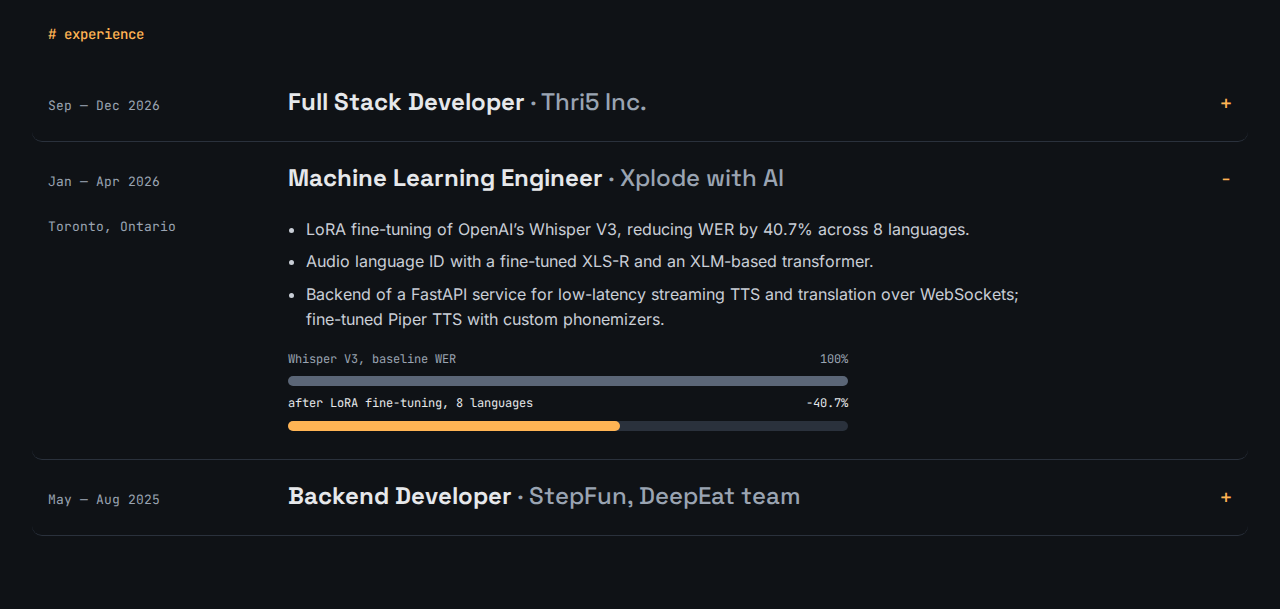 # experience
Sep — Dec 2026
Full Stack Developer · Thri5 Inc.
+
Jan — Apr 2026
Machine Learning Engineer · Xplode with AI
-
Toronto, Ontario
• LoRA fine-tuning of OpenAI’s Whisper V3, reducing WER by 40.7% across 8 languages.
• Audio language ID with a fine-tuned XLS-R and an XLM-based transformer.
• Backend of a FastAPI service for low-latency streaming TTS and translation over WebSockets;
fine-tuned Piper TTS with custom phonemizers.
Whisper V3, baseline WER 100%
after LoRA fine-tuning, 8 languages -40.7%
May — Aug 2025
Backend Developer · StepFun, DeepEat team
+